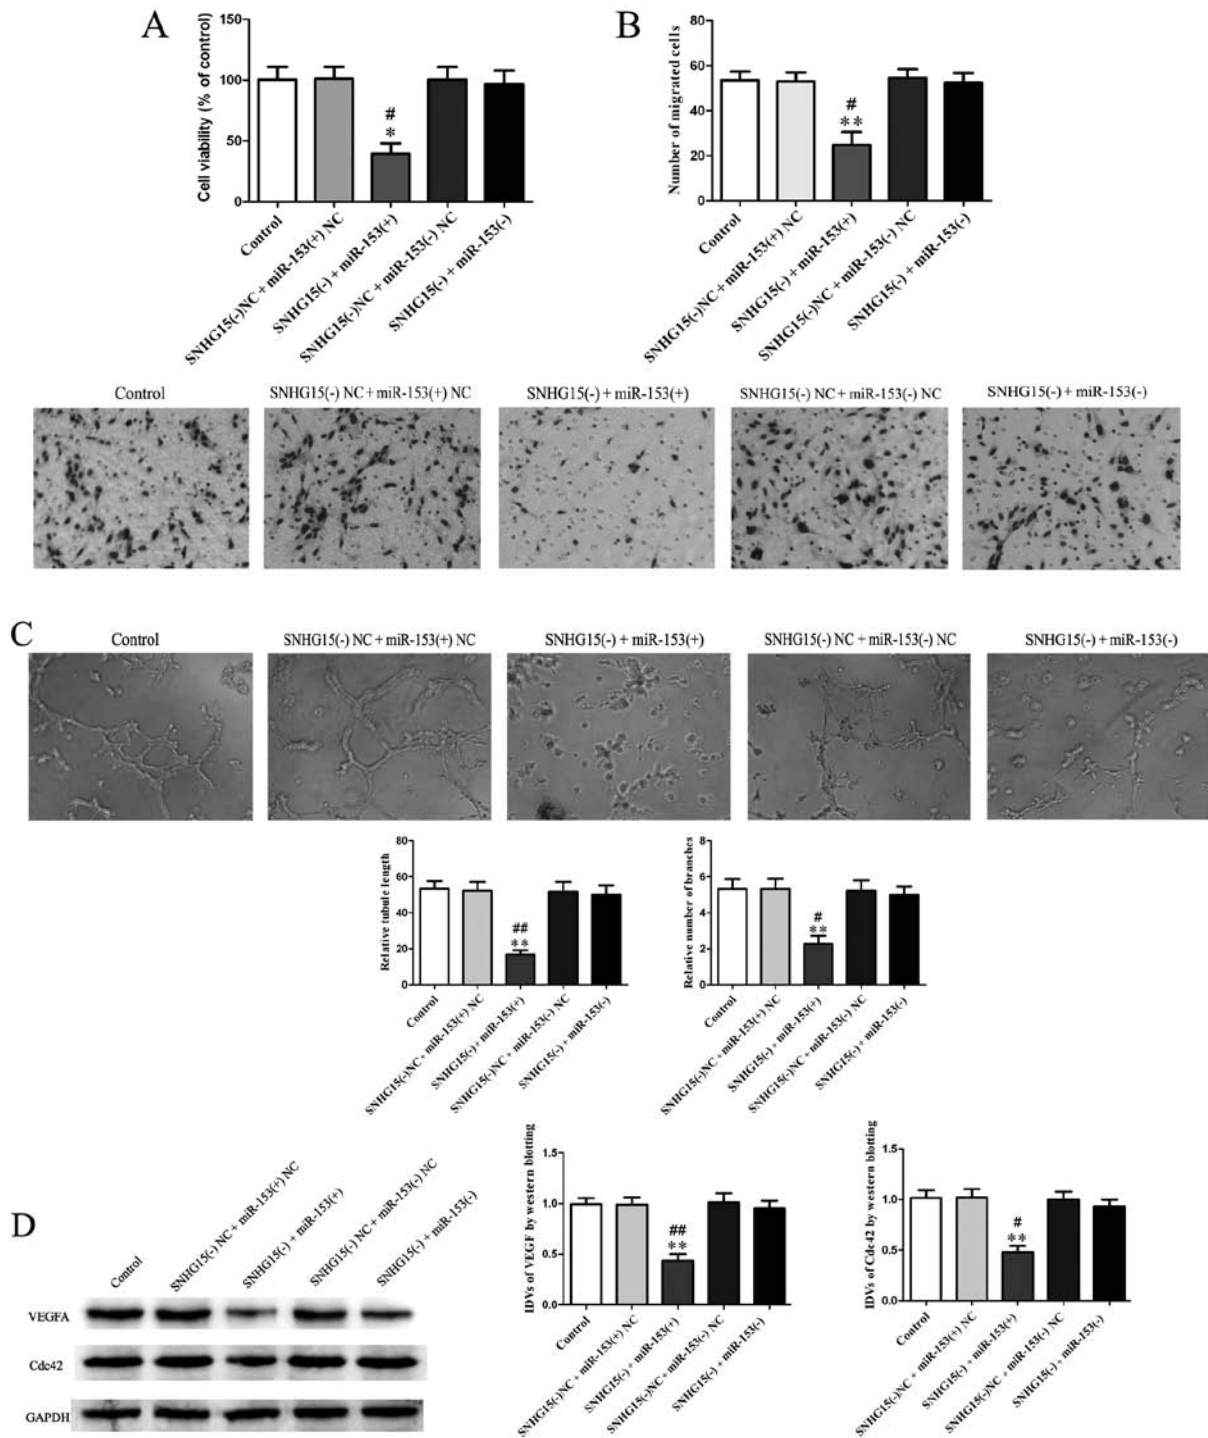 A
Cell viability (% of control)
150
100
50
0
#
*
Control
SNHG15(-)NC + miR-153(+) NC
SNHG15(-) + miR-153(+)
SNHG15(-)NC + miR-153(-) NC
SNHG15(-) + miR-153(-)
B
Number of migrated cells
80
60
40
20
0
#
**
Control
SNHG15(-)NC + miR-153(+) NC
SNHG15(-) + miR-153(+)
SNHG15(-)NC + miR-153(-) NC
SNHG15(-) + miR-153(-)
Control
SNHG15(-) NC + miR-153(+) NC
SNHG15(-) + miR-153(+)
SNHG15(-) NC + miR-153(-) NC
SNHG15(-) + miR-153(-)
C
Control
SNHG15(-) NC + miR-153(+) NC
SNHG15(-) + miR-153(+)
SNHG15(-) NC + miR-153(-) NC
SNHG15(-) + miR-153(-)
Relative tubule length
80
60
40
20
0
##
**
Control
SNHG15(-)NC + miR-153(+) NC
SNHG15(-) + miR-153(+)
SNHG15(-)NC + miR-153(-) NC
SNHG15(-) + miR-153(-)
Relative number of branches
8
6
4
2
0
#
**
Control
SNHG15(-)NC + miR-153(+) NC
SNHG15(-) + miR-153(+)
SNHG15(-)NC + miR-153(-) NC
SNHG15(-) + miR-153(-)
D
Control
SNHG15(-) NC + miR-153(+) NC
SNHG15(-) + miR-153(+)
SNHG15(-) NC + miR-153(-) NC
SNHG15(-) + miR-153(-)
VEGFA
Cdc42
GAPDH
IDVs of VEGF by western blotting
1.5
1.0
0.5
0.0
##
**
Control
SNHG15(-)NC + miR-153(+) NC
SNHG15(-) + miR-153(+)
SNHG15(-)NC + miR-153(-) NC
SNHG15(-) + miR-153(-)
IDVs of Cdc42 by western blotting
1.5
1.0
0.5
0.0
#
**
Control
SNHG15(-)NC + miR-153(+) NC
SNHG15(-) + miR-153(+)
SNHG15(-)NC + miR-153(-) NC
SNHG15(-) + miR-153(-)